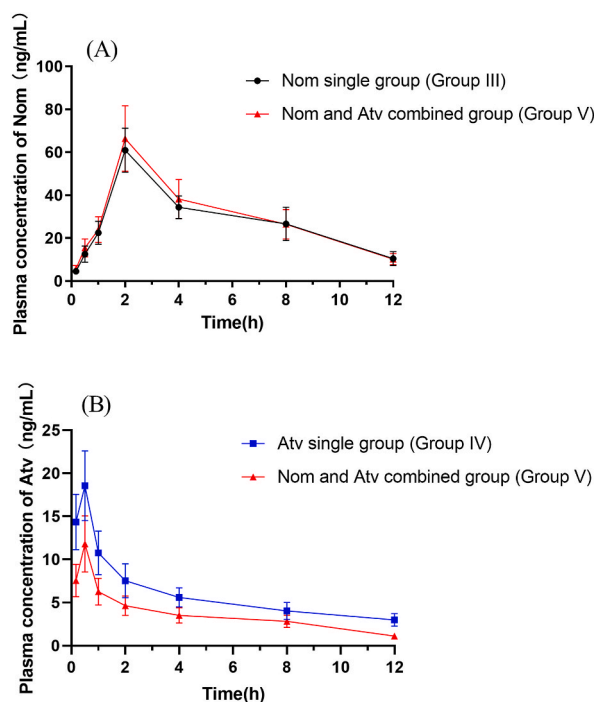 (A)
Plasma concentration of Nom (ng/mL)
100
80
60
40
20
0
Nom single group (Group III)
Nom and Atv combined group (Group V)
0 2 4 6 8 10 12
Time(h)
(B)
Plasma concentration of Atv (ng/mL)
25
20
15
10
5
0
Atv single group (Group IV)
Nom and Atv combined group (Group V)
0 2 4 6 8 10 12
Time(h)